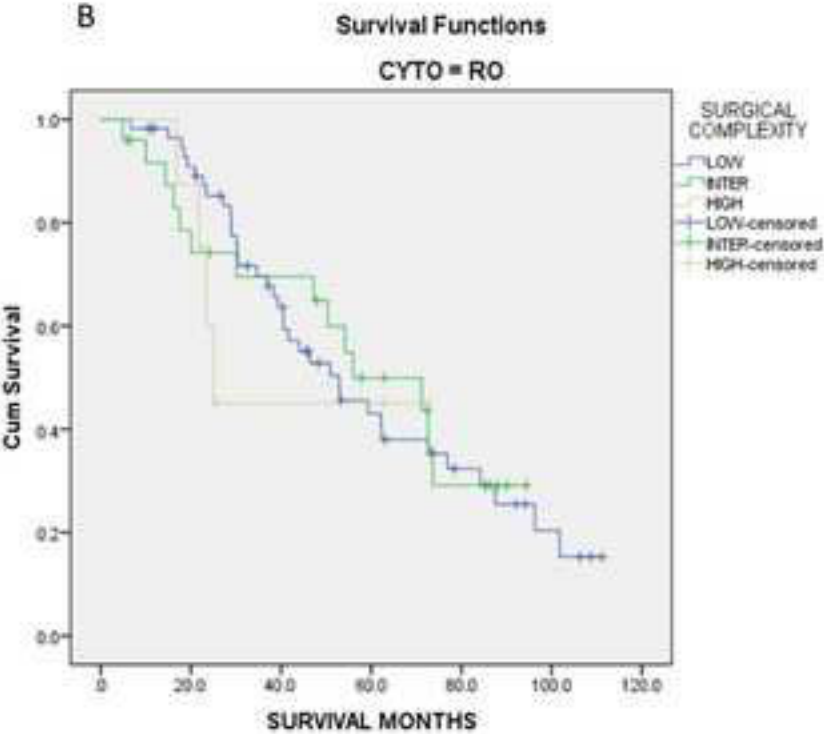 B
Survival Functions
CYTO = RO
SURGICAL
COMPLEXITY
LOW
INTER
HIGH
LOW-censored
INTER-censored
HIGH-censored
Cum Survival
1.0
0.8
0.6
0.4
0.2
0.0
.0 20.0 40.0 60.0 80.0 100.0 120.0
SURVIVAL MONTHS